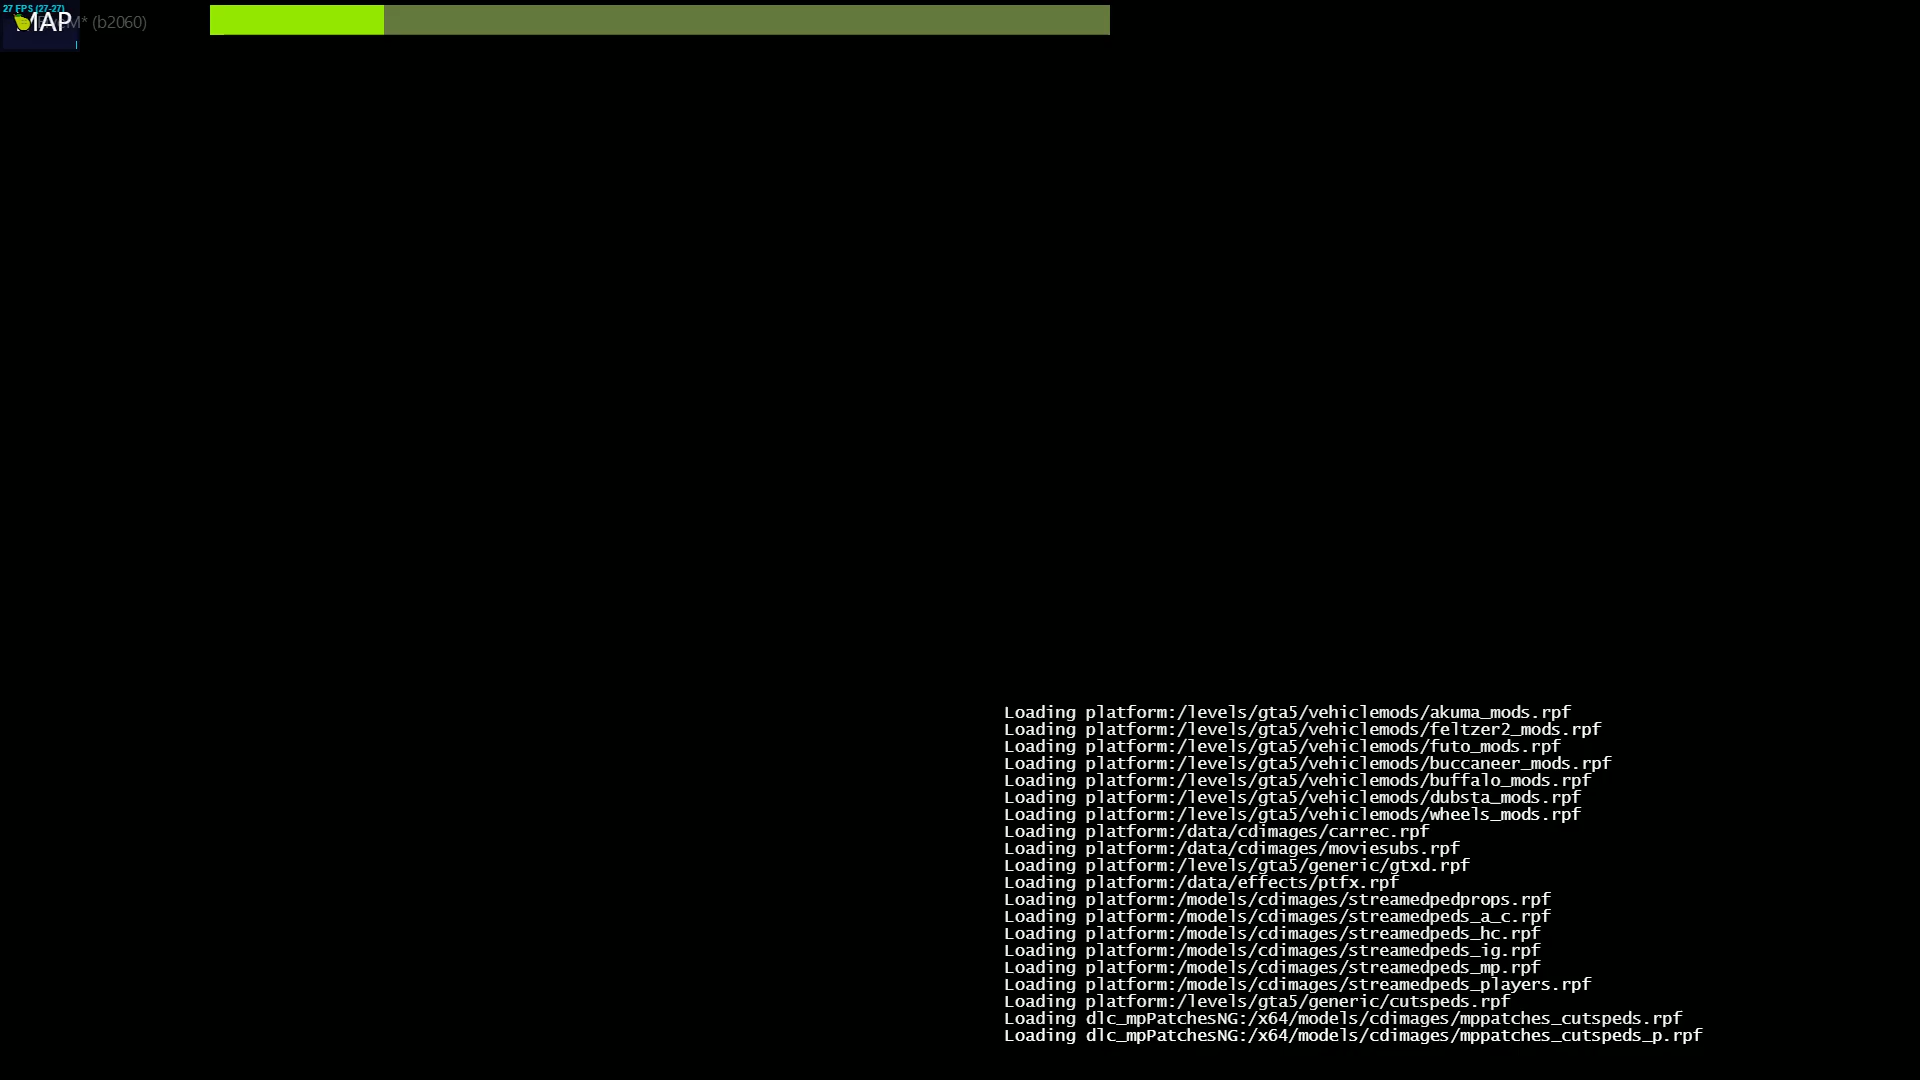 27 FPS (27-27)
MAP
M* (b2060)
Loading platform:/levels/gta5/vehiclemods/akuma_mods.rpf
Loading platform:/levels/gta5/vehiclemods/feltzer2_mods.rpf
Loading platform:/levels/gta5/vehiclemods/futo_mods.rpf
Loading platform:/levels/gta5/vehiclemods/buccaneer_mods.rpf
Loading platform:/levels/gta5/vehiclemods/buffalo_mods.rpf
Loading platform:/levels/gta5/vehiclemods/dubsta_mods.rpf
Loading platform:/levels/gta5/vehiclemods/wheels_mods.rpf
Loading platform:/data/cdimages/carrec.rpf
Loading platform:/data/cdimages/moviesubs.rpf
Loading platform:/levels/gta5/generic/gtxd.rpf
Loading platform:/data/effects/ptfx.rpf
Loading platform:/models/cdimages/streamedpedprops.rpf
Loading platform:/models/cdimages/streamedpeds_a_c.rpf
Loading platform:/models/cdimages/streamedpeds_hc.rpf
Loading platform:/models/cdimages/streamedpeds_ig.rpf
Loading platform:/models/cdimages/streamedpeds_mp.rpf
Loading platform:/models/cdimages/streamedpeds_players.rpf
Loading platform:/levels/gta5/generic/cutspeds.rpf
Loading dlc_mpPatchesNG:/x64/models/cdimages/mppatches_cutspeds.rpf
Loading dlc_mpPatchesNG:/x64/models/cdimages/mppatches_cutspeds_p.rpf